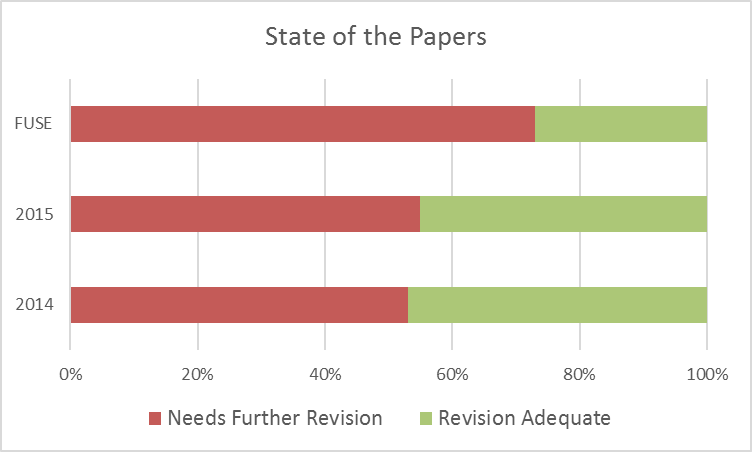 State of the Papers
FUSE
2015
2014
0% 20% 40% 60% 80% 100%
Needs Further Revision Revision Adequate